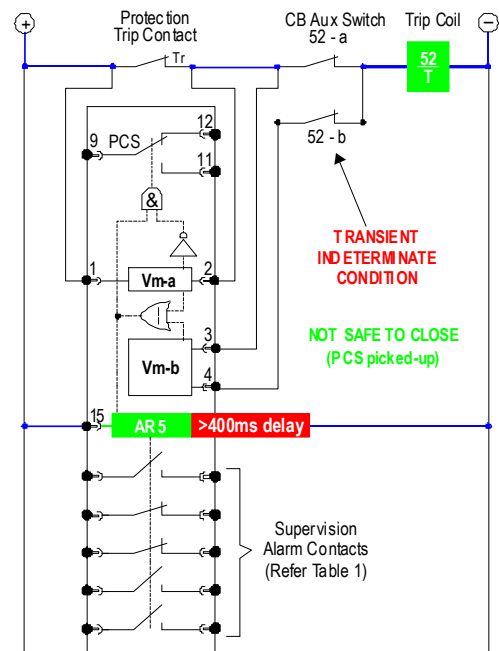 +
Protection
Trip Contact
CB Aux Switch
52 - a
Trip Coil
−
Tr
52
T
12
9
PCS
11
52 - b
&
TRANSIENT
INDETERMINATE
CONDITION
1
Vm-a
2
NOT SAFE TO CLOSE
(PCS picked-up)
3
Vm-b
4
15
AR 5
>400ms delay
Supervision
Alarm Contacts
(Refer Table 1)